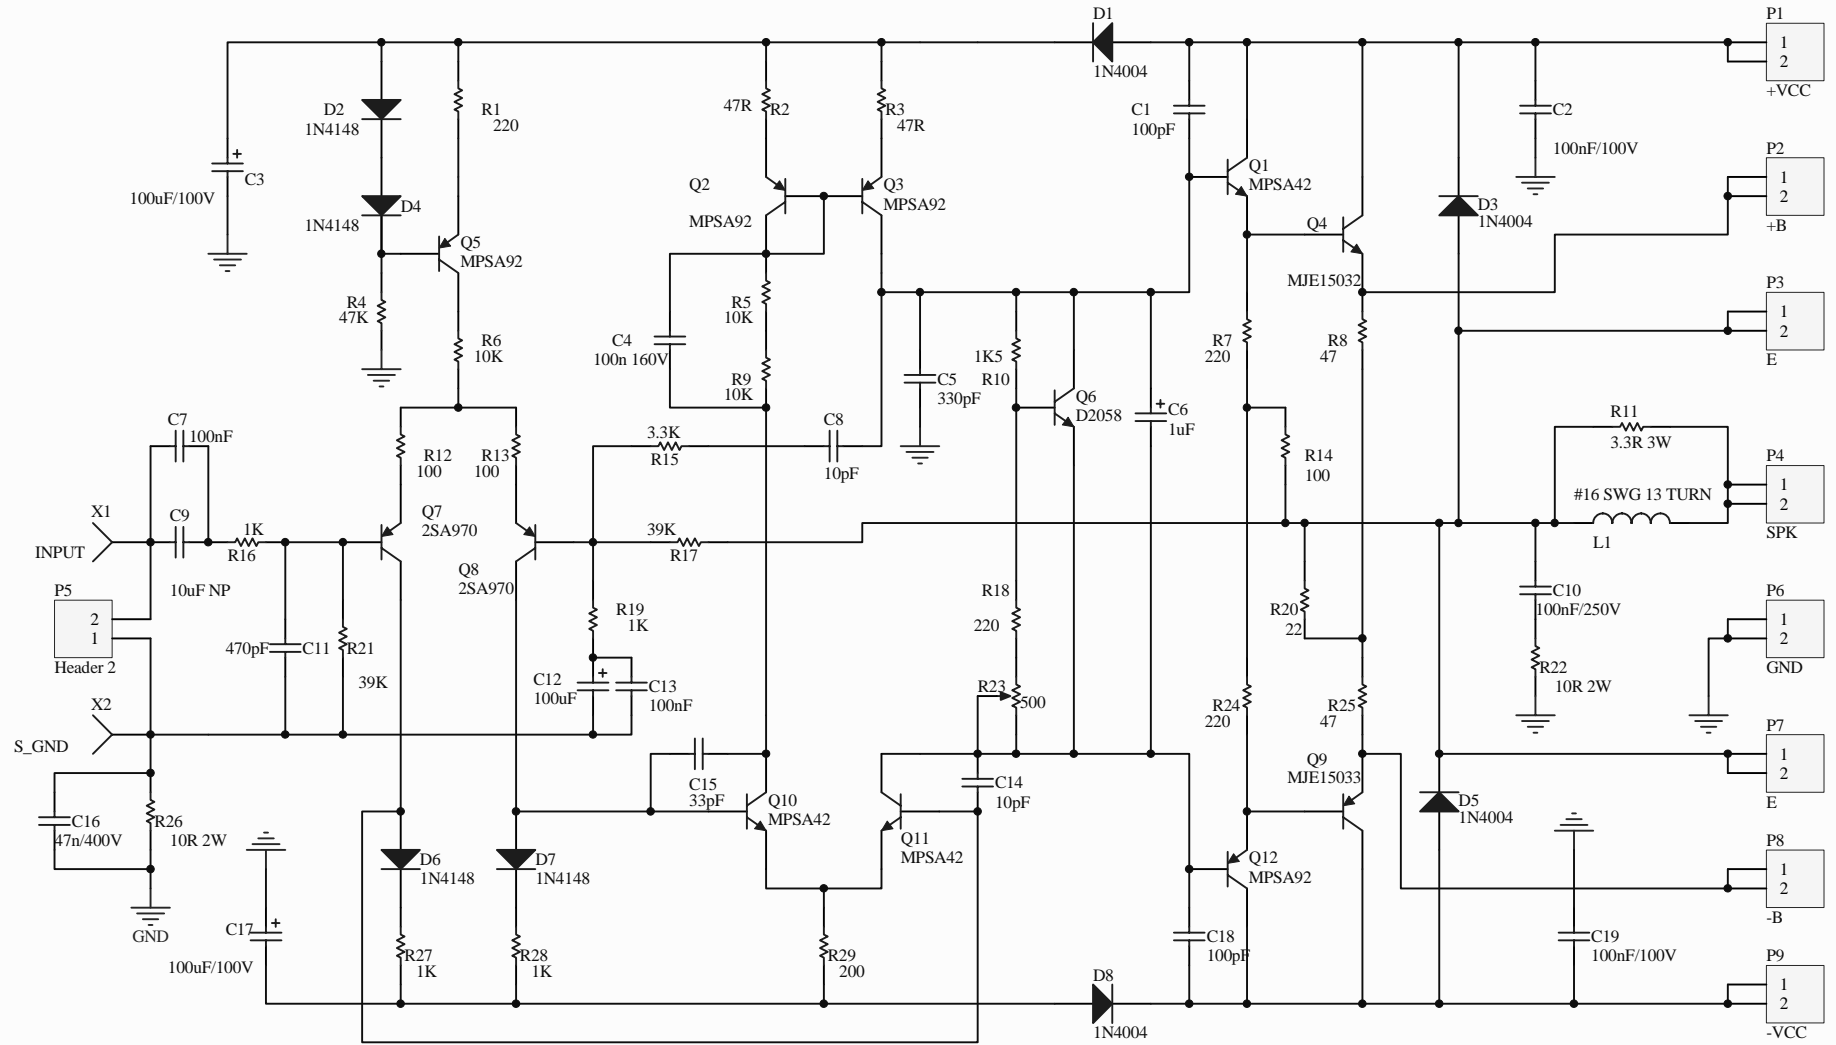 D1
1N4004
P1
1
2
+VCC
D2
1N4148
R1
220
47R
R2
R3
47R
C1
100pF
C2
100nF/100V
C3
100uF/100V
1N4148
D4
Q2
MPSA92
Q3
MPSA92
Q1
MPSA42
P2
1
2
+B
D3
1N4004
Q4
MJE15032
Q5
MPSA92
R4
47K
R6
10K
R5
10K
C4
100n 160V
R9
10K
1K5
R10
C5
330pF
Q6
D2058
C6
1uF
R7
220
R8
47
P3
1
2
E
C7
100nF
R12
100
R13
100
3.3K
R15
C8
10pF
R14
100
R11
3.3R 3W
P4
1
2
SPK
#16 SWG 13 TURN
L1
X1
INPUT
C9
10uF NP
1K
R16
Q7
2SA970
Q8
2SA970
39K
R17
P5
2
1
Header 2
470pF
C11
R21
39K
R19
1K
R18
220
R20
22
C10
100nF/250V
R22
10R 2W
P6
1
2
GND
C12
100uF
C13
100nF
R23
500
R24
220
R25
47
X2
S_GND
C15
33pF
C14
10pF
Q9
MJE15033
P7
1
2
E
C16
47n/400V
R26
10R 2W
Q10
MPSA42
Q11
MPSA42
D5
1N4004
D6
1N4148
D7
1N4148
Q12
MPSA92
P8
1
2
-B
GND
C17
100uF/100V
R27
1K
R28
1K
R29
200
C18
100pF
C19
100nF/100V
D8
1N4004
P9
1
2
-VCC